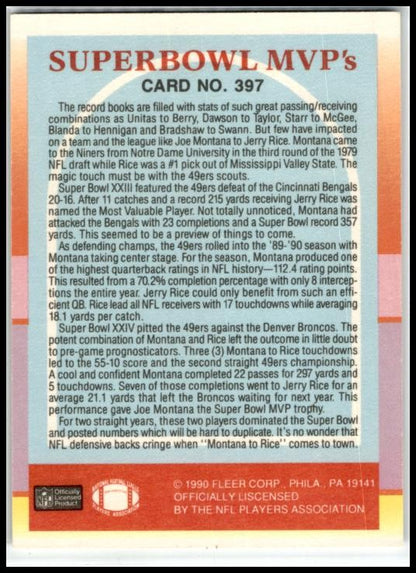 SUPERBOWL MVP's
CARD NO. 397
The record books are filled with stats of such great passing/receiving
combinations as Unitas to Berry, Dawson to Taylor, Starr to McGee,
Blanda to Hennigan and Bradshaw to Swann. But few have impacted
on a team and the league like Joe Montana to Jerry Rice. Montana came
to the Niners from Notre Dame University in the third round of the 1979
NFL draft while Rice was a #1 pick out of Mississippi Valley State. The
magic touch must be with the 49ers scouts.
Super Bowl XXIII featured the 49ers defeat of the Cincinnati Bengals
20-16. After 11 catches and a record 215 yards receiving Jerry Rice was
named the Most Valuable Player. Not totally unnoticed, Montana had
attacked the Bengals with 23 completions and a Super Bowl record 357
yards. This seemed to be a preview of things to come.
As defending champs, the 49ers rolled into the '89-'90 season with
Montana taking center stage. For the season, Montana produced one
of the highest quarterback ratings in NFL history—112.4 rating points.
This resulted from a 70.2% completion percentage with only 8 intercep-
tions the entire year. Jerry Rice could only benefit from such an effi-
cient QB. Rice lead all NFL receivers with 17 touchdowns while averaging
18.1 yards per catch.
Super Bowl XXIV pitted the 49ers against the Denver Broncos. The
potent combination of Montana and Rice left the outcome in little doubt
to pre-game prognosticators. Three (3) Montana to Rice touchdowns
led to the 55-10 score and the second straight 49ers championship.
A cool and confident Montana completed 22 passes for 297 yards and
5 touchdowns. Seven of those completions went to Jerry Rice for an
average 21.1 yards that left the Broncos waiting for next year. This
performance gave Joe Montana the Super Bowl MVP trophy.
For two straight years, these two players dominated the Super Bowl
and posted numbers which will be hard to duplicate. It's no wonder that
NFL defensive backs cringe when "Montana to Rice" comes to town.
Officially
Licensed
Product
NATIONAL FOOTBALL LEAGUE
PLAYERS ASSOCIATION
© 1990 FLEER CORP., PHILA., PA 19141
OFFICIALLY LISCENSED
BY THE NFL PLAYERS ASSOCIATION